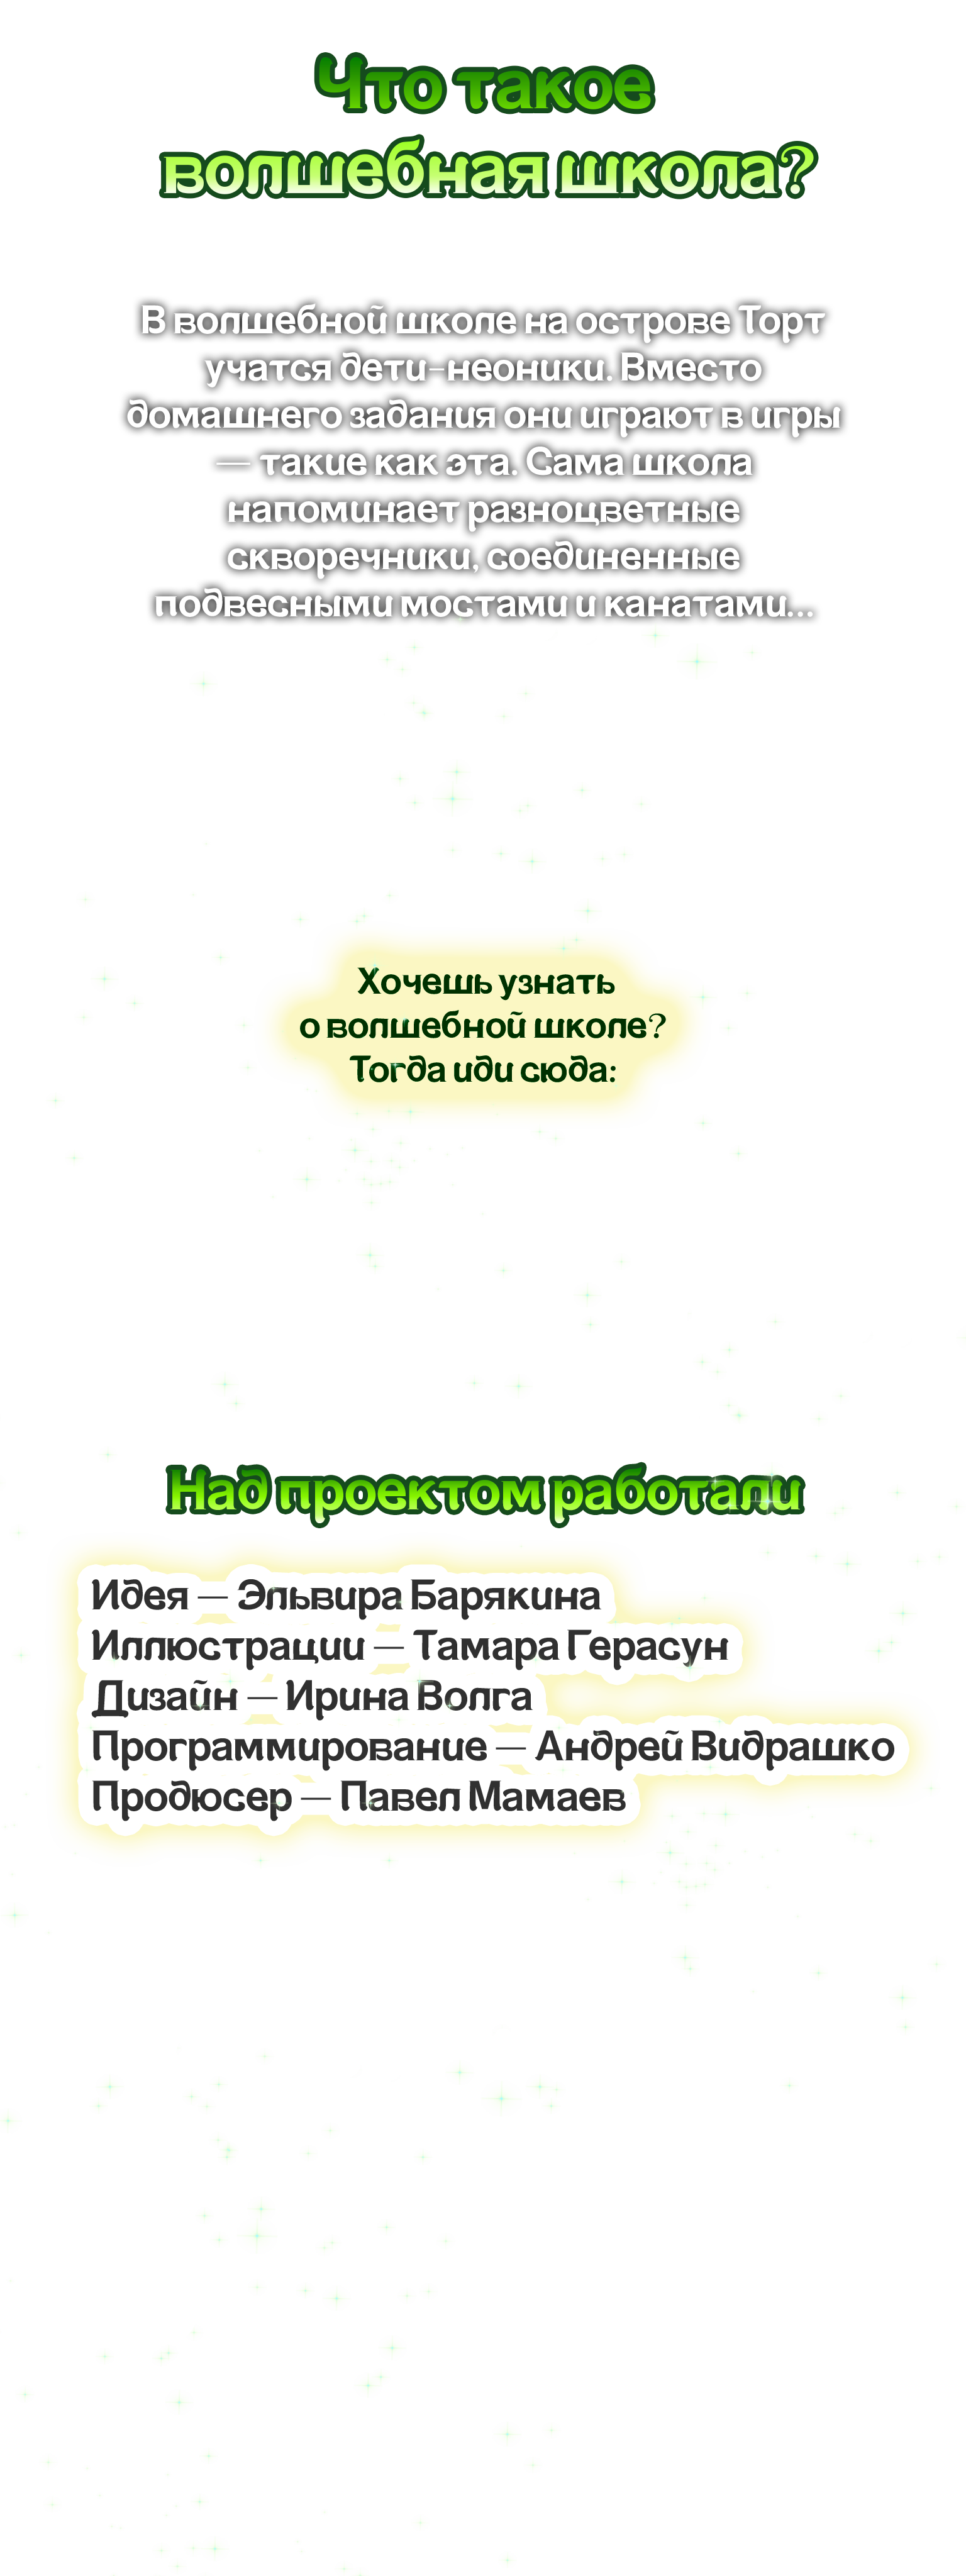 Что такое
волшебная школа?
В волшебной школе на острове Торт
учатся дети-неоники. Вместо
домашнего задания они играют в игры
— такие как эта. Сама школа
напоминает разноцветные
скворечники, соединенные
подвесными мостами и канатами...
Хочешь узнать
о волшебной школе?
Тогда иди сюда:
Над проектом работали
Идея — Эльвира Барякина
Иллюстрации — Тамара Герасун
Дизайн — Ирина Волга
Программирование — Андрей Видрашко
Продюсер — Павел Мамаев